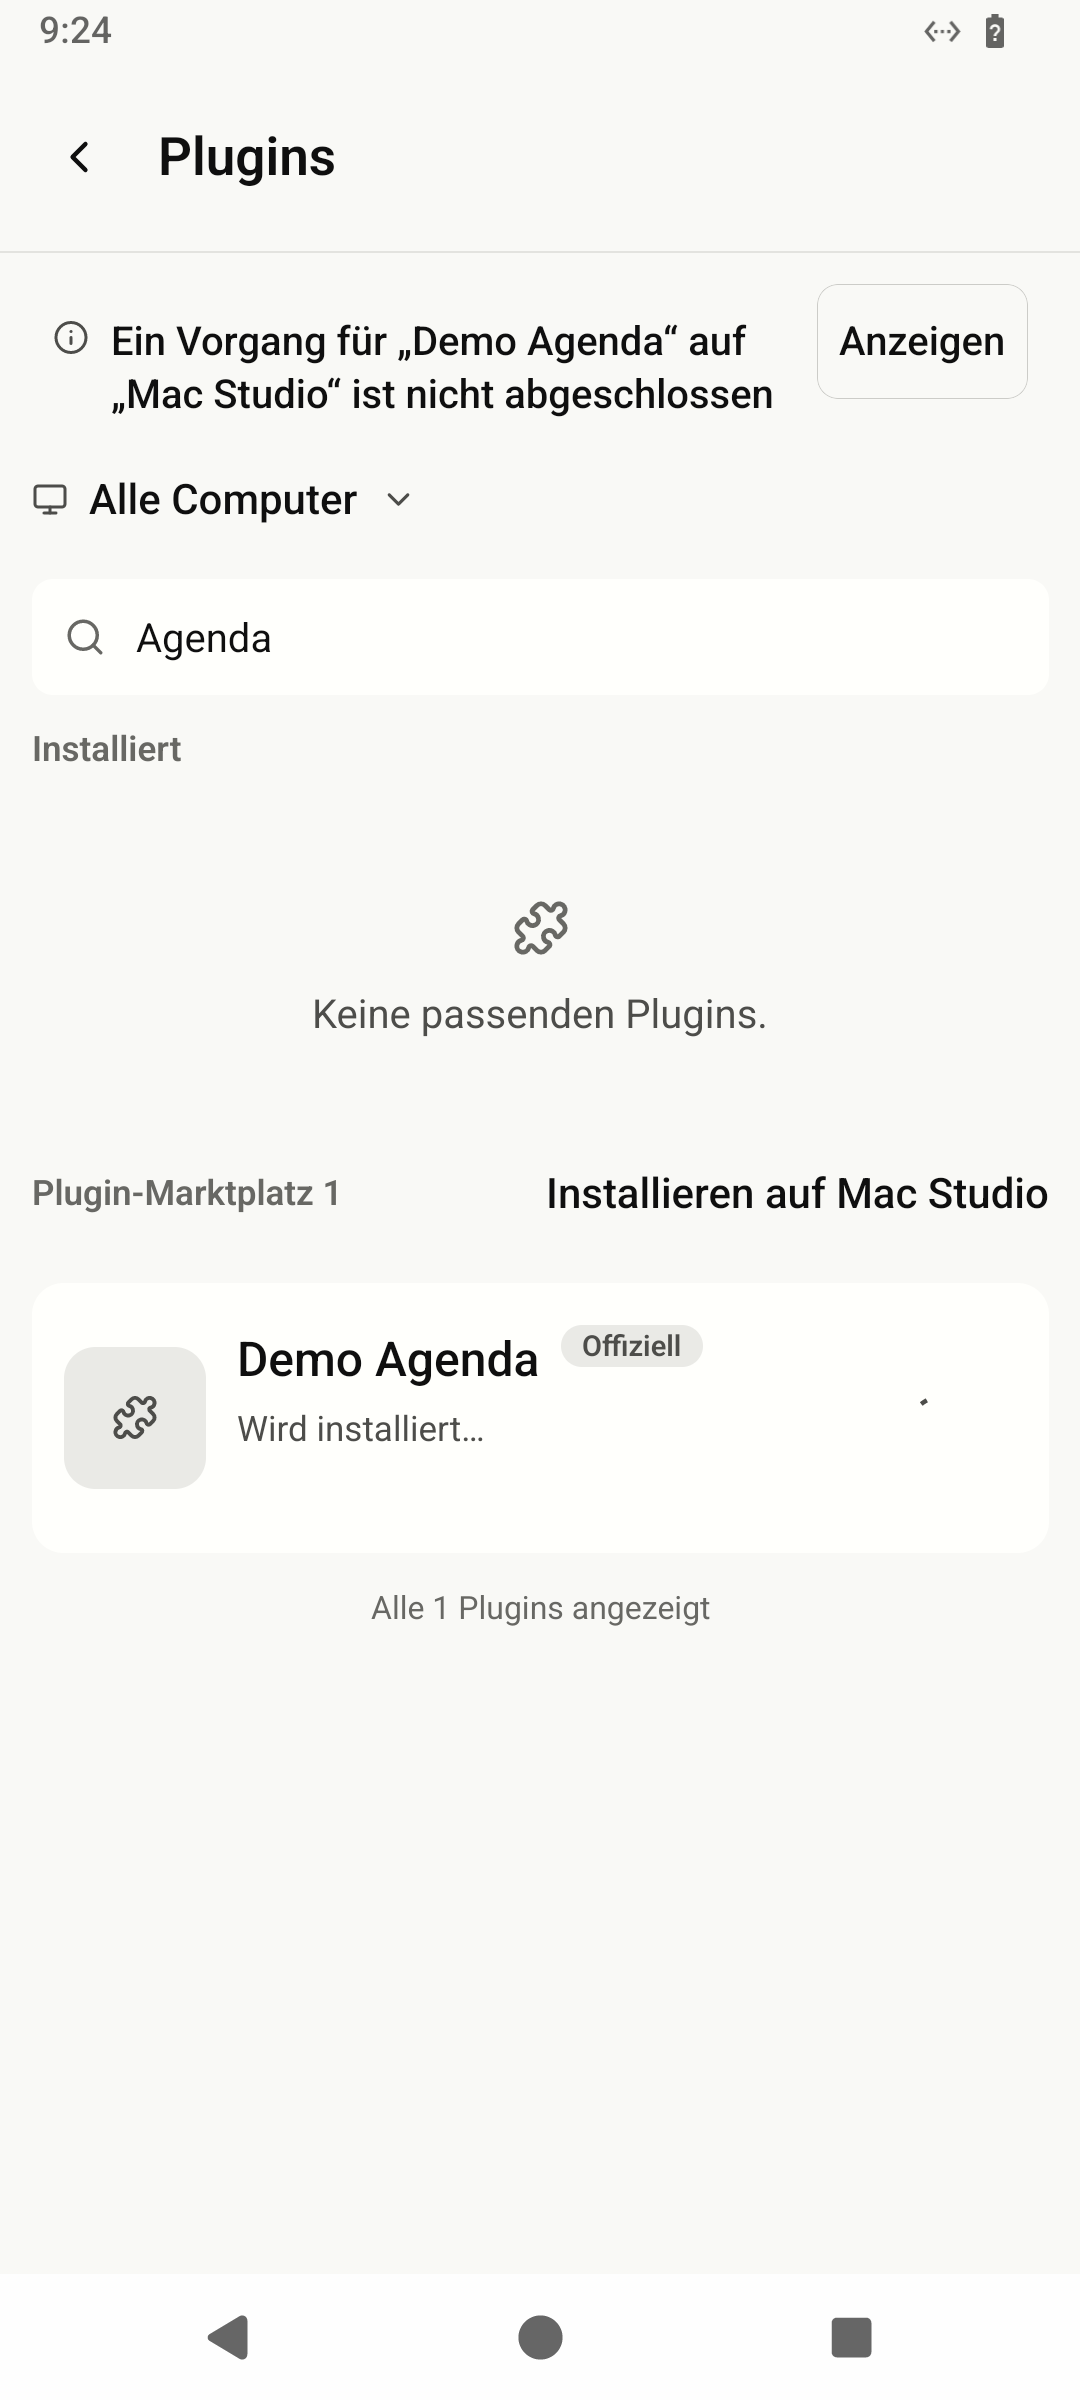 9:24
Plugins
Ein Vorgang für „Demo Agenda“ auf
„Mac Studio“ ist nicht abgeschlossen
Anzeigen
Alle Computer
Agenda
Installiert
Keine passenden Plugins.
Plugin-Marktplatz 1
Installieren auf Mac Studio
Demo Agenda
Offiziell
Wird installiert…
Alle 1 Plugins angezeigt